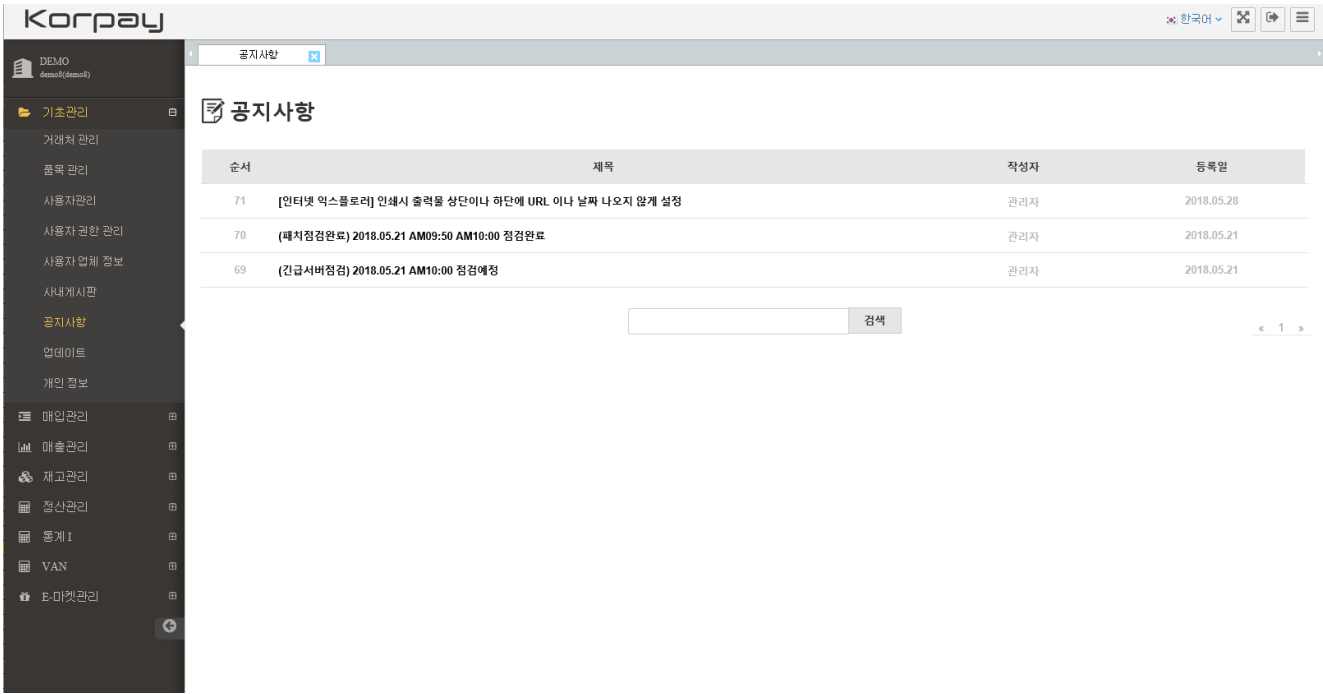 Korpay
한국어
DEMO
demo8(demo8)
기초관리
거래처 관리
품목 관리
사용자관리
사용자 권한 관리
사용자 업체 정보
사내게시판
공지사항
업데이트
개인 정보
매입관리
매출관리
재고관리
정산관리
통계 I
VAN
E-마켓관리
공지사항
공지사항
순서 제목 작성자 등록일
71 [인터넷 익스플로러] 인쇄시 출력물 상단이나 하단에 URL 이나 날짜 나오지 않게 설정 관리자 2018.05.28
70 (패치점검완료) 2018.05.21 AM09:50 AM10:00 점검완료 관리자 2018.05.21
69 (긴급서버점검) 2018.05.21 AM10:00 점검예정 관리자 2018.05.21
검색
« 1 »